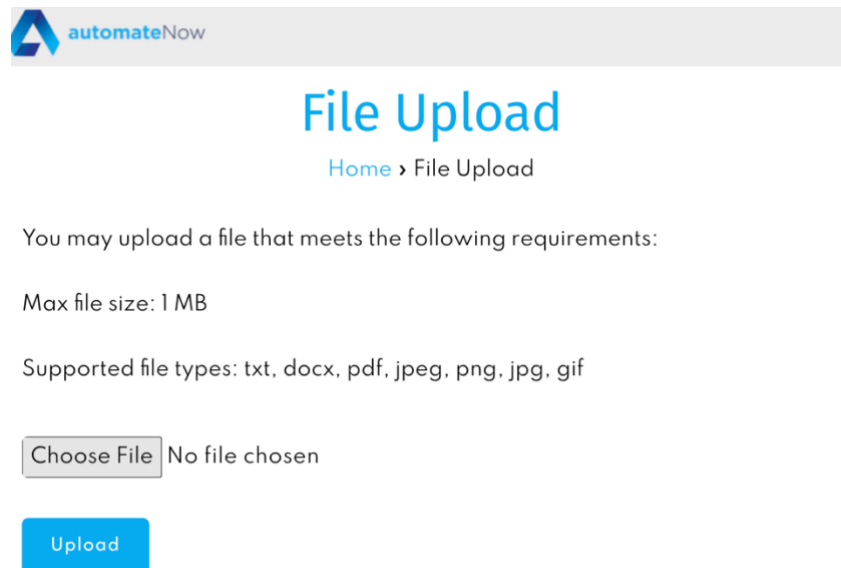 automateNow
File Upload
Home › File Upload
You may upload a file that meets the following requirements:
Max file size: 1 MB
Supported file types: txt, docx, pdf, jpeg, png, jpg, gif
Choose File No file chosen
Upload